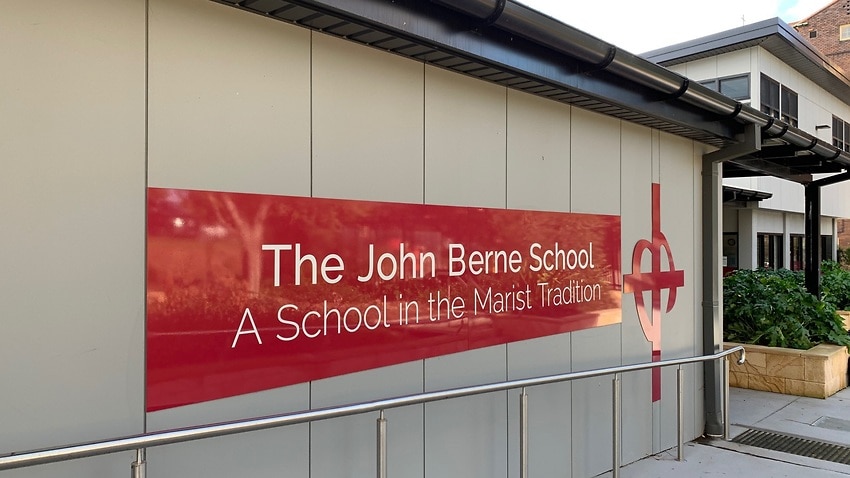 The John Berne School
A School in the Marist Tradition